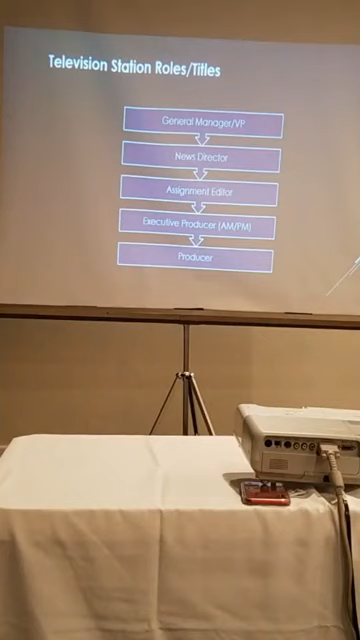 Television Station Roles/Titles
General Manager/VP
News Director
Assignment Editor
Executive Producer (AM/PM)
Producer